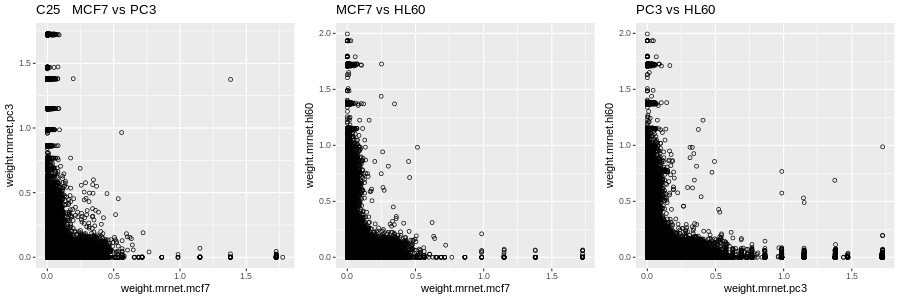 C25 MCF7 vs PC3
MCF7 vs HL60
PC3 vs HL60
weight.mrnet.pc3
1.5
1.0
0.5
0.0
0.0 0.5 1.0 1.5
weight.mrnet.mcf7
weight.mrnet.hl60
2.0
1.5
1.0
0.5
0.0
0.0 0.5 1.0 1.5
weight.mrnet.mcf7
weight.mrnet.hl60
2.0
1.5
1.0
0.5
0.0
0.0 0.5 1.0 1.5
weight.mrnet.pc3